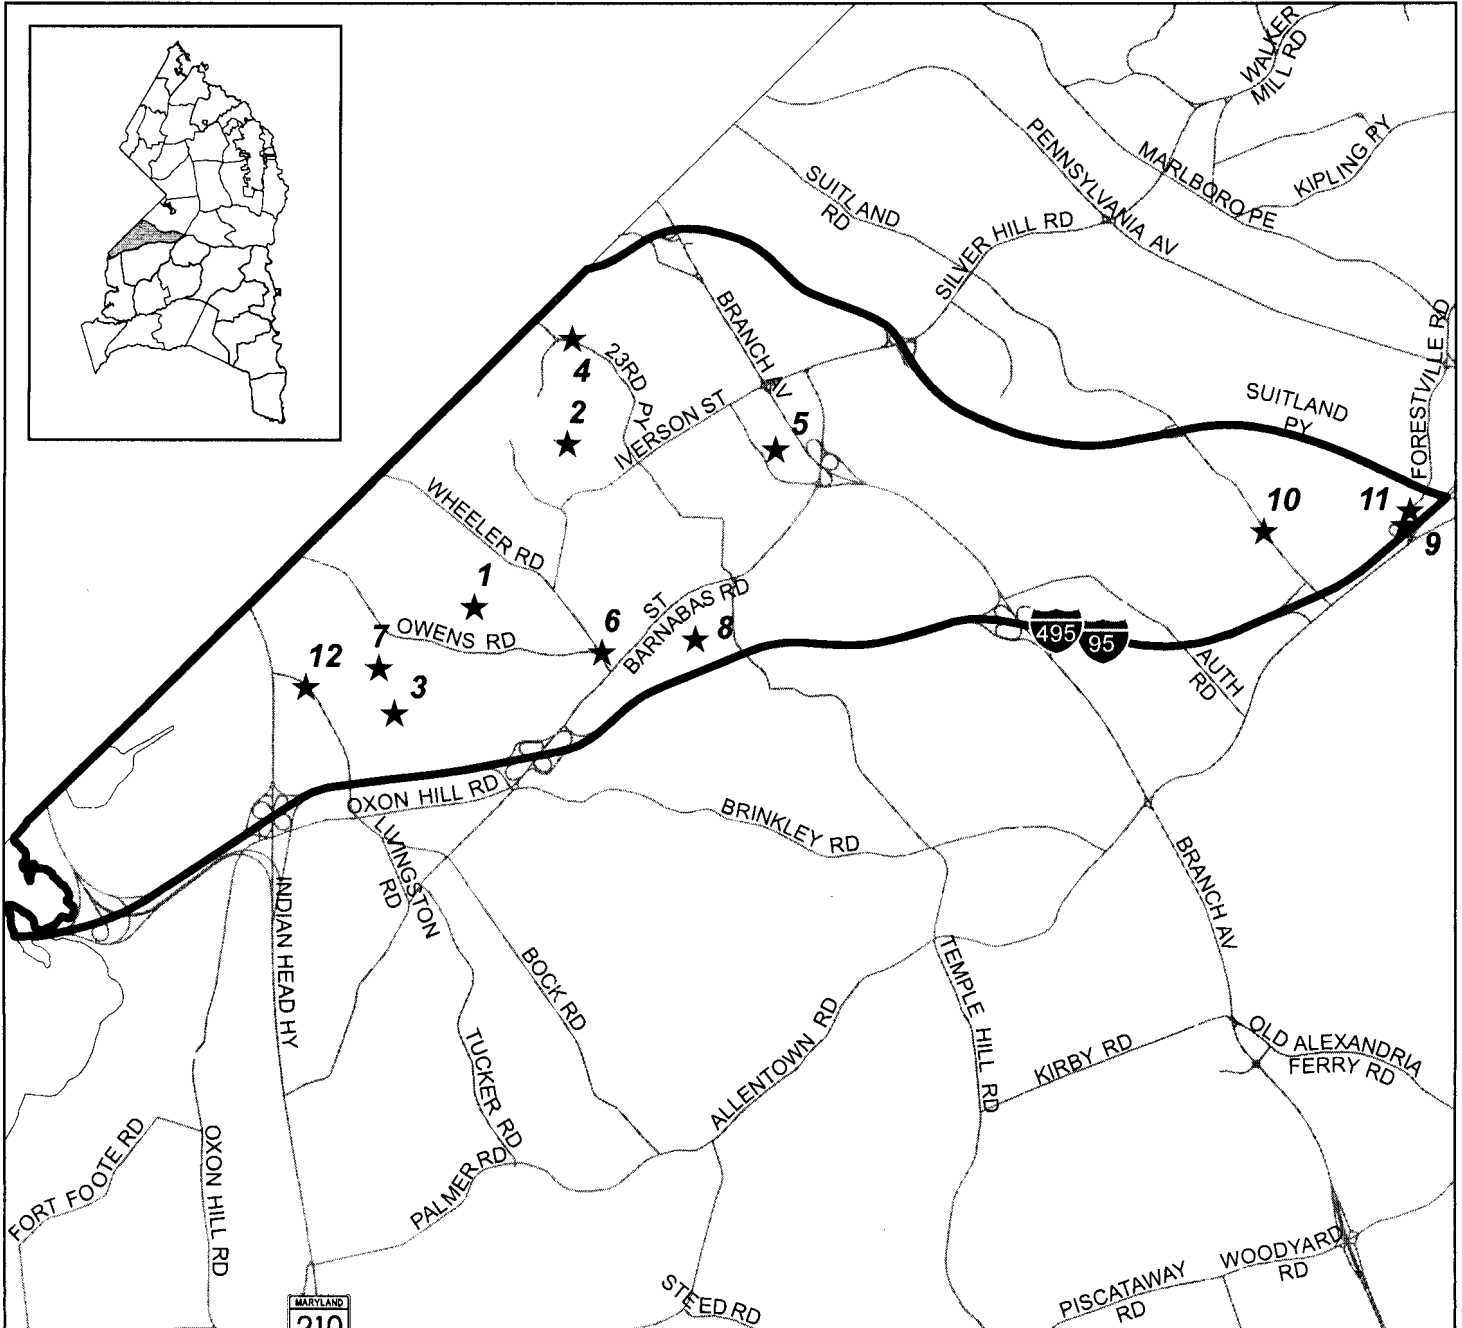 WALKER
MILL RD
PENNSYLVANIA AV
MARLBORO PE
KIPLING PY
SUITLAND
RD
SILVER HILL RD
BRANCH AV
FORESTVILLE RD
4
23RD PY
SUITLAND
PY
2
IVERSON ST
5
WHEELER RD
10
11
9
1
ST
BARNABAS RD
6
8
7
OWENS RD
495
95
12
3
AUTH
RD
OXON HILL RD
BRINKLEY RD
LIVINGSTON
RD
BRANCH AV
INDIAN HEAD HY
BOCK RD
TEMPLE HILL RD
ALLENTOWN RD
TUCKER RD
KIRBY RD
OLD ALEXANDRIA
FERRY RD
FORT FOOTE RD
OXON HILL RD
PALMER RD
WOODYARD
RD
PISCATAWAY
RD
STEED RD
MARYLAND
210